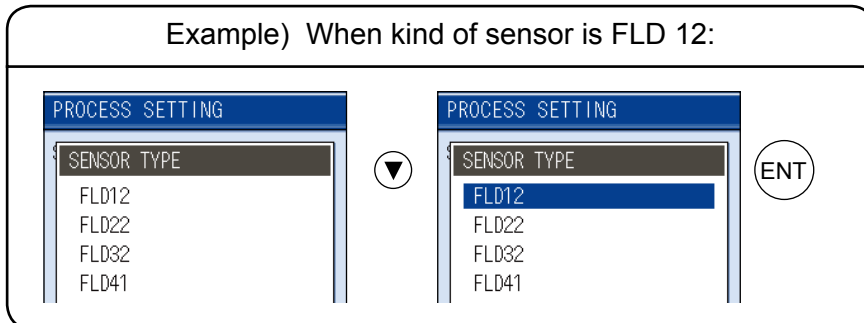 Example)  When kind of sensor is FLD 12:
PROCESS SETTING
SENSOR TYPE
FLD12
FLD22
FLD32
FLD41
▼
PROCESS SETTING
SENSOR TYPE
FLD12
FLD22
FLD32
FLD41
ENT